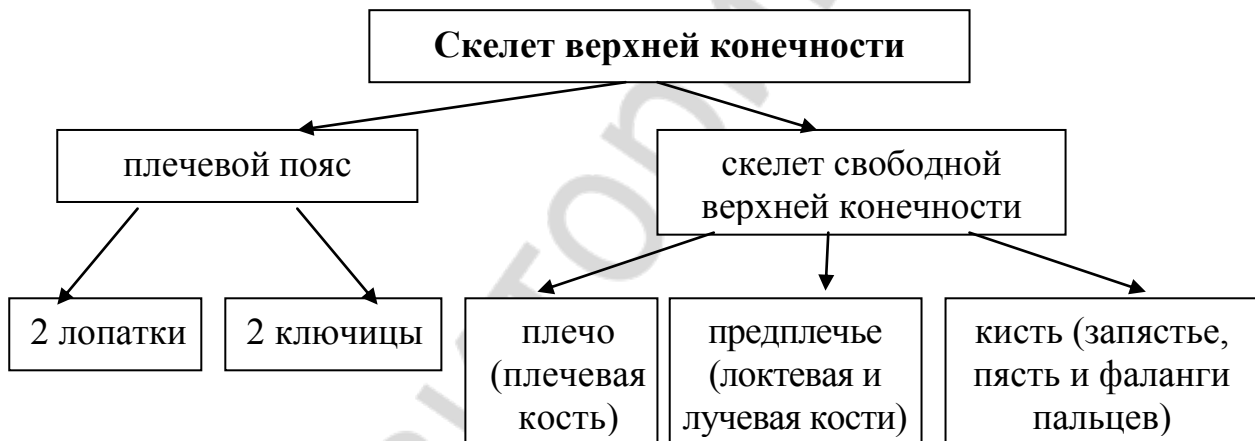 Скелет верхней конечности
плечевой пояс
скелет свободной
верхней конечности
2 лопатки
2 ключицы
плечо
(плечевая
кость)
предплечье
(локтевая и
лучевая кости)
кисть (запястье,
пясть и фаланги
пальцев)